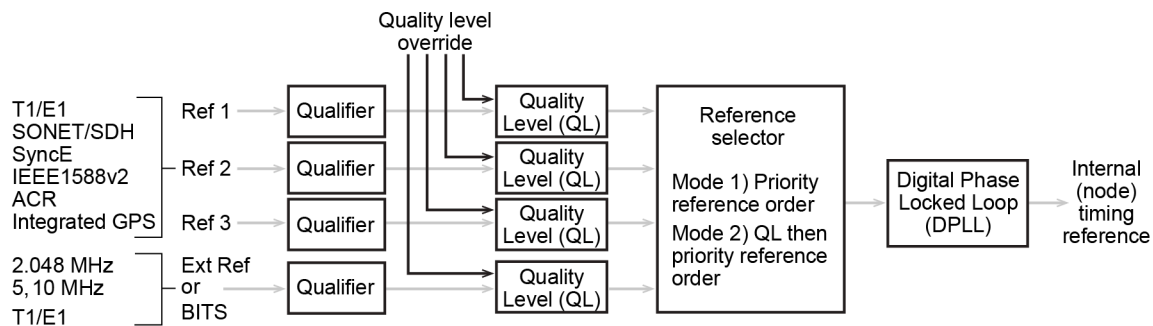 Quality level
override
T1/E1
SONET/SDH
SyncE
IEEE1588v2
ACR
Integrated GPS
Ref 1
Qualifier
Quality
Level (QL)
Ref 2
Qualifier
Quality
Level (QL)
Ref 3
Qualifier
Quality
Level (QL)
2.048 MHz
5, 10 MHz
T1/E1
Ext Ref
or
BITS
Qualifier
Quality
Level (QL)
Reference
selector
Mode 1) Priority
reference order
Mode 2) QL then
priority reference
order
Digital Phase
Locked Loop
(DPLL)
Internal
(node)
timing
reference